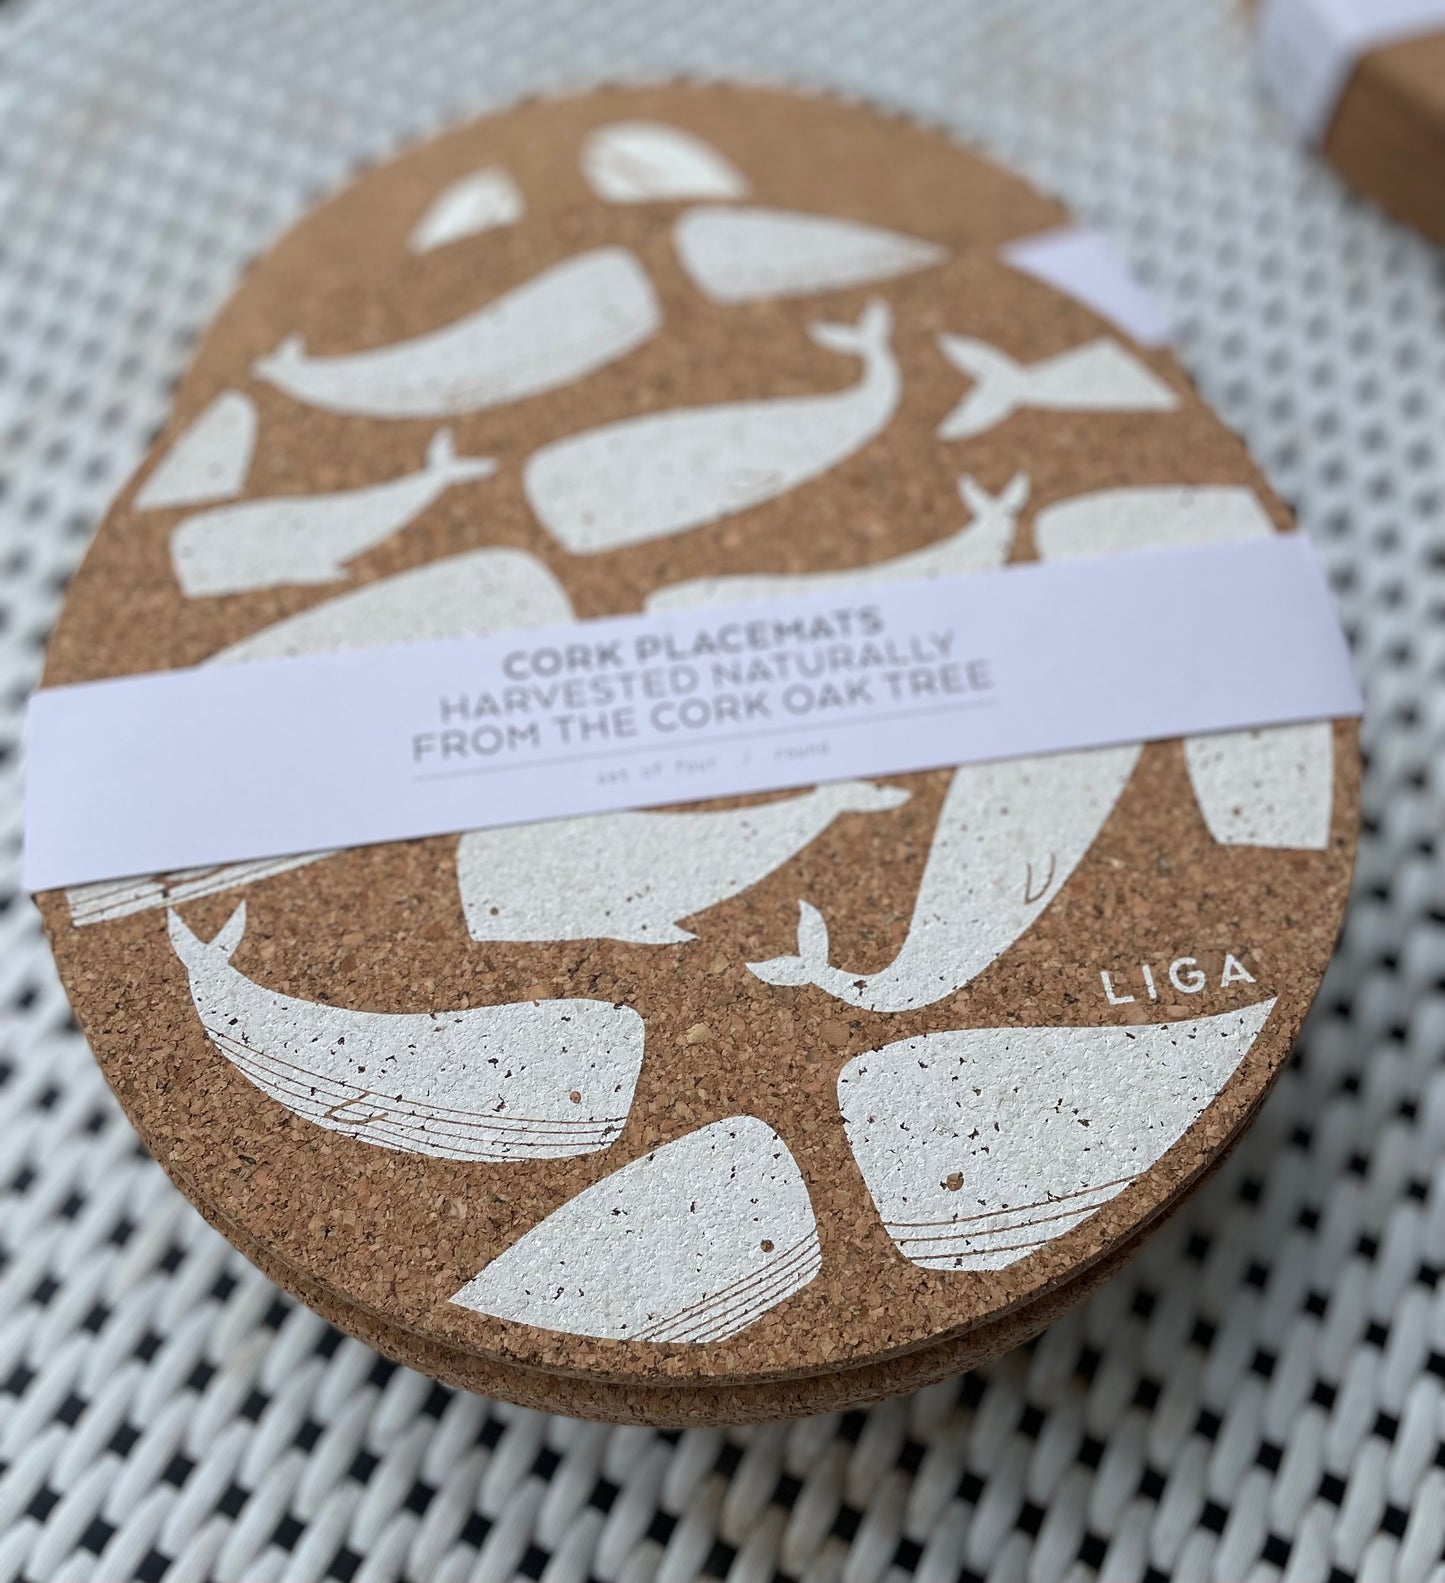 CORK PLACEMATS
HARVESTED NATURALLY
FROM THE CORK OAK TREE
set of four / round
LIGA